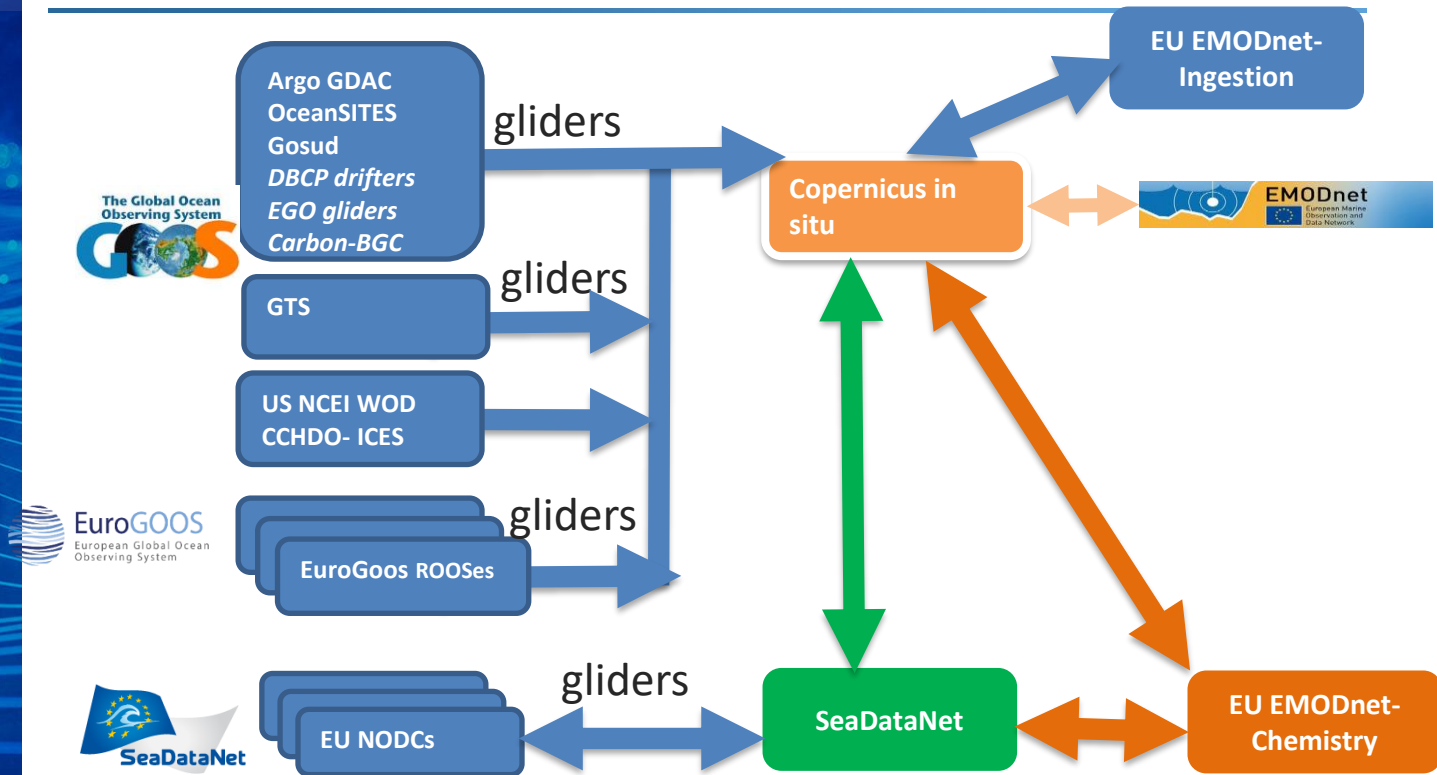 EU EMODnet-
Ingestion
Argo GDAC
OceanSITES
Gosud
DBCP drifters
EGO gliders
Carbon-BGC
gliders
The Global Ocean
Observing System
GOOS
Copernicus in
situ
EMODnet
European Marine
Observation and
Data Network
gliders
GTS
US NCEI WOD
CCHDO- ICES
gliders
EuroGOOS
European Global Ocean
Observing System
EuroGoos ROOSes
gliders
SeaDataNet
EU NODCs
SeaDataNet
EU EMODnet-
Chemistry